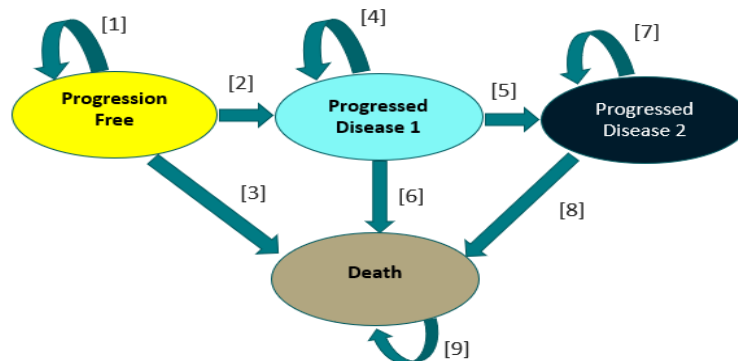 [1]
[4]
[7]
[2]
[5]
Progression
Free
Progressed
Disease 1
Progressed
Disease 2
[3]
[6]
[8]
Death
[9]